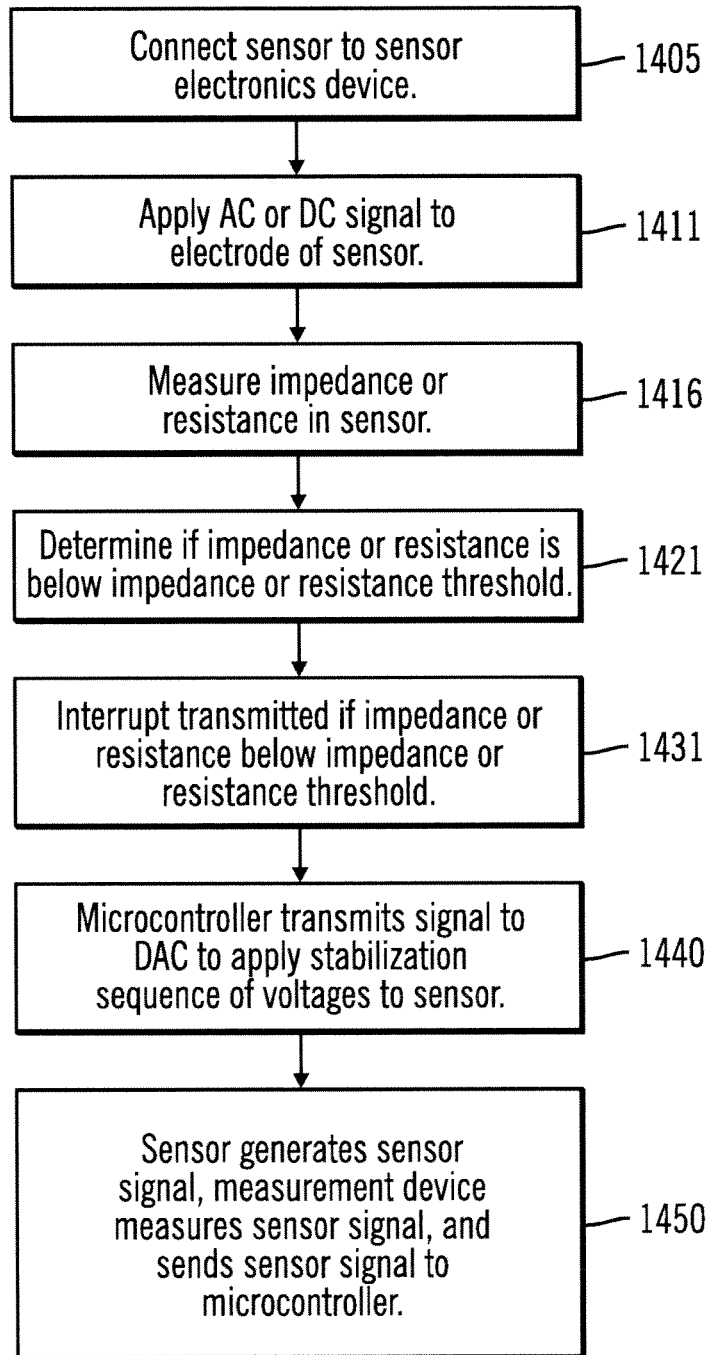 Connect sensor to sensor
electronics device.
1405
Apply AC or DC signal to
electrode of sensor.
1411
Measure impedance or
resistance in sensor.
1416
Determine if impedance or resistance is
below impedance or resistance threshold.
1421
Interrupt transmitted if impedance or
resistance below impedance or
resistance threshold.
1431
Microcontroller transmits signal to
DAC to apply stabilization
sequence of voltages to sensor.
1440
Sensor generates sensor
signal, measurement device
measures sensor signal, and
sends sensor signal to
microcontroller.
1450